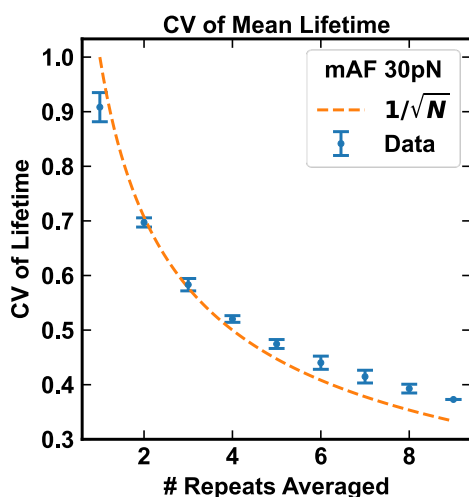 CV of Mean Lifetime
mAF 30pN
1/√N
Data
CV of Lifetime
1.0
0.9
0.8
0.7
0.6
0.5
0.4
0.3
2
4
6
8
# Repeats Averaged